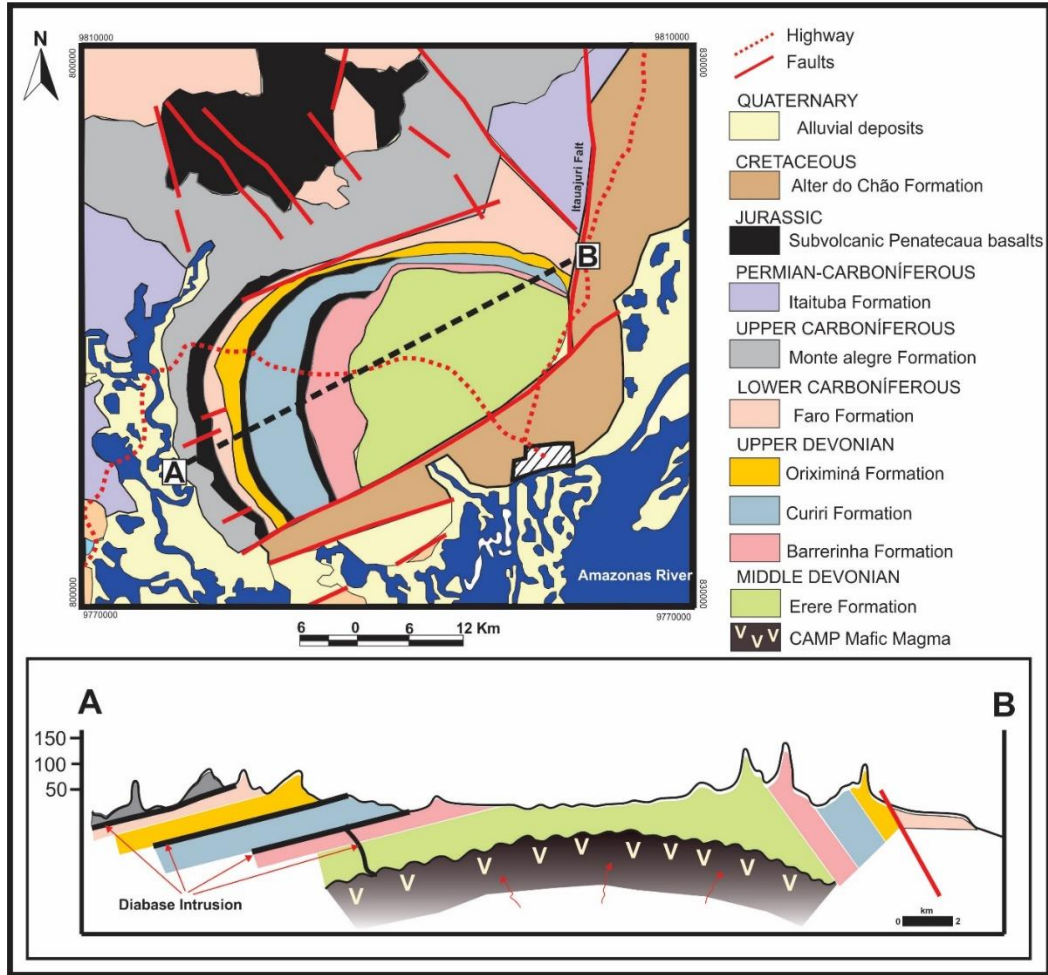 N
9810000
9810000
800000
830000
Itauajuri Falt
B
A
Amazonas River
800000
830000
9770000
9770000
6 0 6 12 Km
Highway
Faults
QUATERNARY
Alluvial deposits
CRETACEOUS
Alter do Chão Formation
JURASSIC
Subvolcanic Penatecaua basalts
PERMIAN-CARBONÍFEROUS
Itaituba Formation
UPPER CARBONÍFEROUS
Monte alegre Formation
LOWER CARBONÍFEROUS
Faro Formation
UPPER DEVONIAN
Oriximiná Formation
Curiri Formation
Barrerinha Formation
MIDDLE DEVONIAN
Erere Formation
V V V
CAMP Mafic Magma
A
B
150
100
50
V V V V V V V V V V
Diabase Intrusion
km
0 2